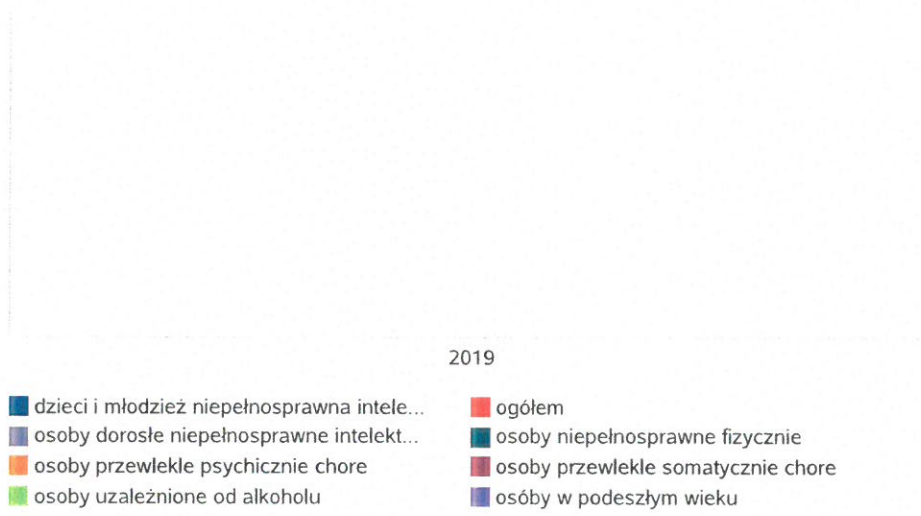 2019
dzieci i młodzież niepełnosprawna intele...
osoby dorosłe niepełnosprawne intelekt...
osoby przewlekle psychicznie chore
osoby uzależnione od alkoholu
ogółem
osoby niepełnosprawne fizycznie
osoby przewlekle somatycznie chore
osóby w podeszłym wieku